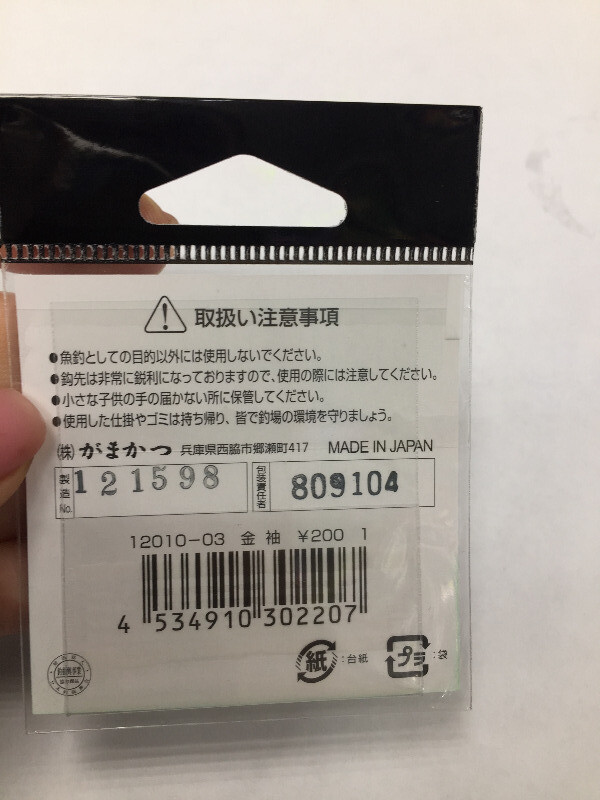 取扱い注意事項
●魚釣としての目的以外には使用しないでください。
●鈎先は非常に鋭利になっておりますので、使用の際には注意してください。
●小さな子供の手の届かない所に保管してください。
●使用した仕掛やゴミは持ち帰り、皆で釣場の環境を守りましょう。
㈱がまかつ 兵庫県西脇市郷瀬町417 MADE IN JAPAN
製造No. 121598 包装責任者 809104
12010-03 金 袖 ¥200 1
4 534910 302207
紙 :台紙 プラ :袋